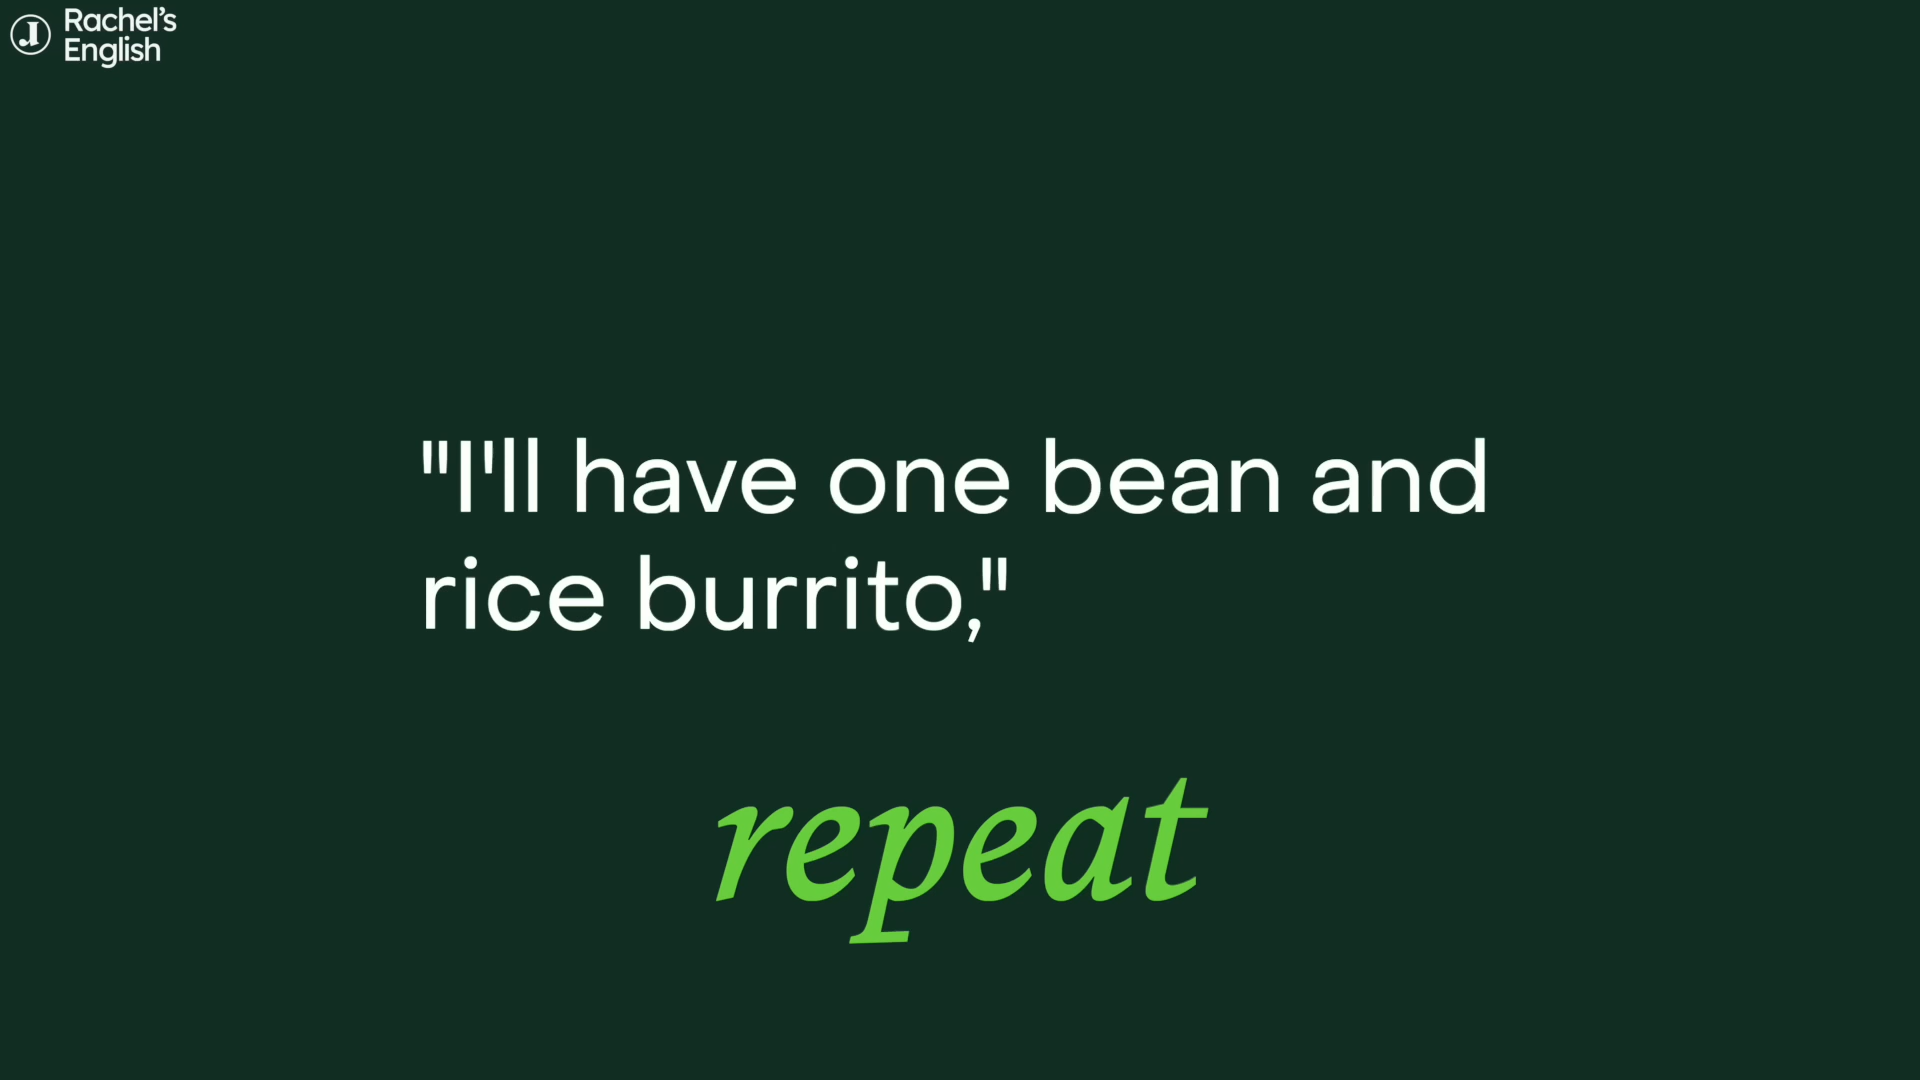 Rachel's
English
"I'll have one bean and
rice burrito,"
repeat